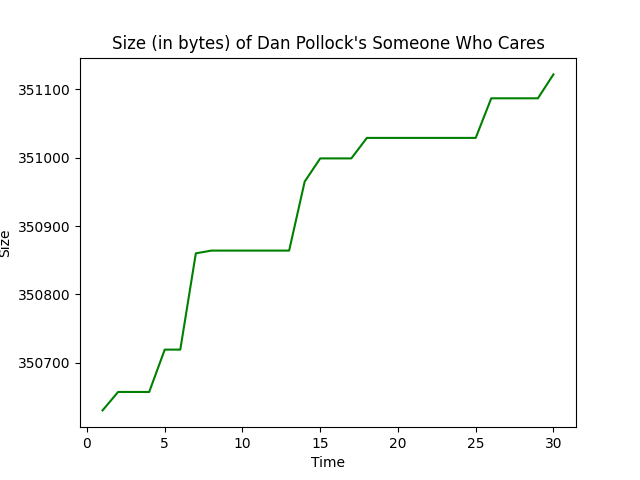 Size (in bytes) of Dan Pollock's Someone Who Cares
351100
351000
350900
350800
350700
Size
0 5 10 15 20 25 30
Time